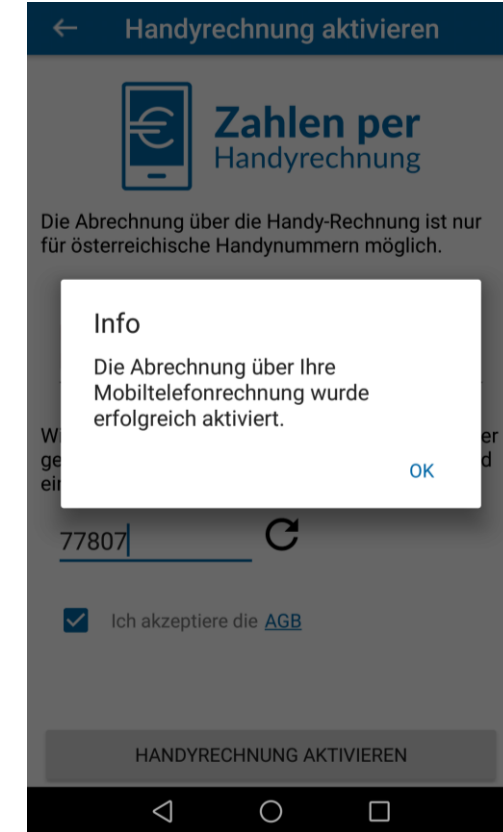 Handyrechnung aktivieren
Zahlen per
Handyrechnung
Die Abrechnung über die Handy-Rechnung ist nur
für österreichische Handynummern möglich.
Info
Die Abrechnung über Ihre
Mobiltelefonrechnung wurde
erfolgreich aktiviert.
OK
77807
Ich akzeptiere die AGB
HANDYRECHNUNG AKTIVIEREN